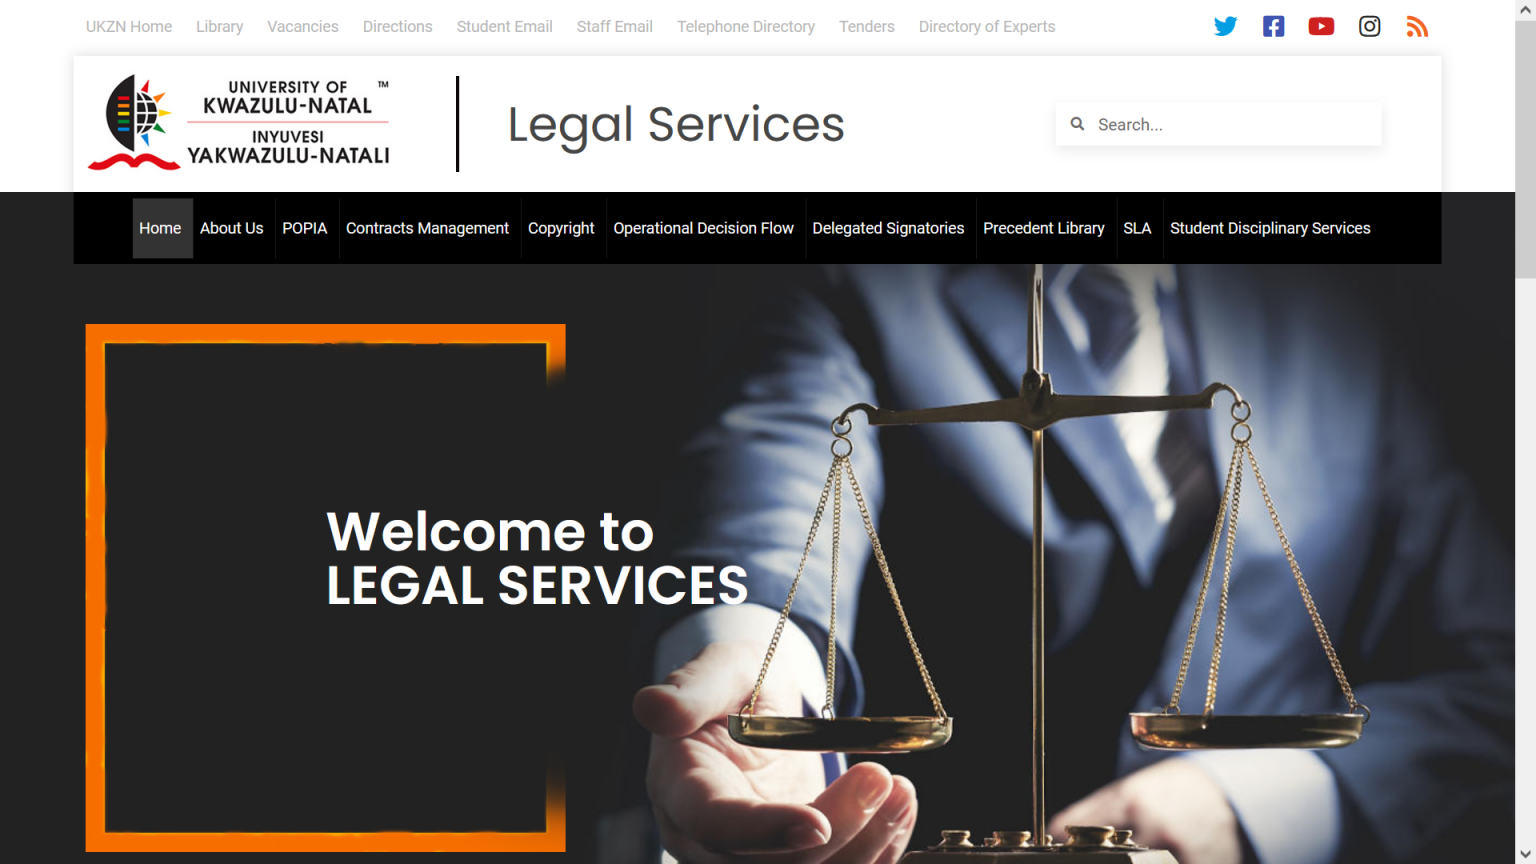 UKZN Home Library Vacancies Directions Student Email Staff Email Telephone Directory Tenders Directory of Experts
UNIVERSITY OF ™
KWAZULU-NATAL
INYUVESI
YAKWAZULU-NATALI
Legal Services
Search...
Home About Us POPIA Contracts Management Copyright Operational Decision Flow Delegated Signatories Precedent Library SLA Student Disciplinary Services
Welcome to
LEGAL SERVICES